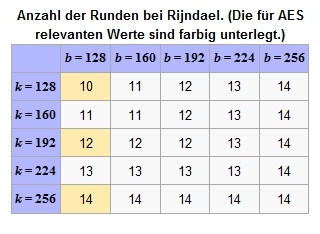 Anzahl der Runden bei Rijndael. (Die für AES
relevanten Werte sind farbig unterlegt.)
b = 128 b = 160 b = 192 b = 224 b = 256
k = 128 10 11 12 13 14
k = 160 11 11 12 13 14
k = 192 12 12 12 13 14
k = 224 13 13 13 13 14
k = 256 14 14 14 14 14